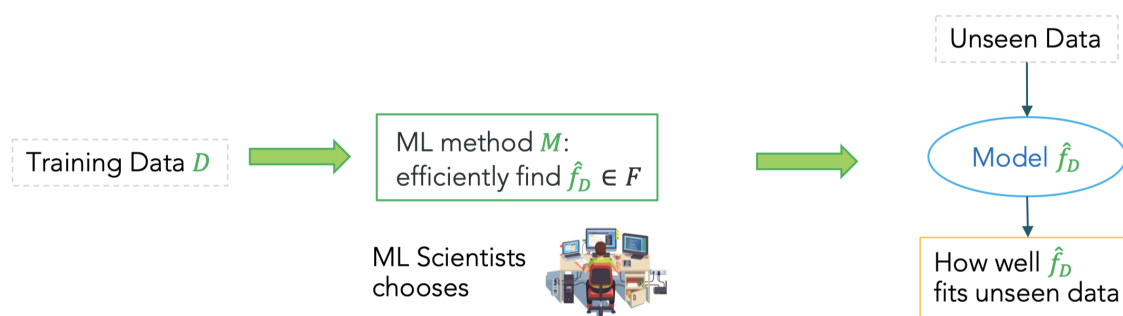 Training Data D
ML method M:
efficiently find f̂_D ∈ F
ML Scientists
chooses
Unseen Data
Model f̂_D
How well f̂_D
fits unseen data